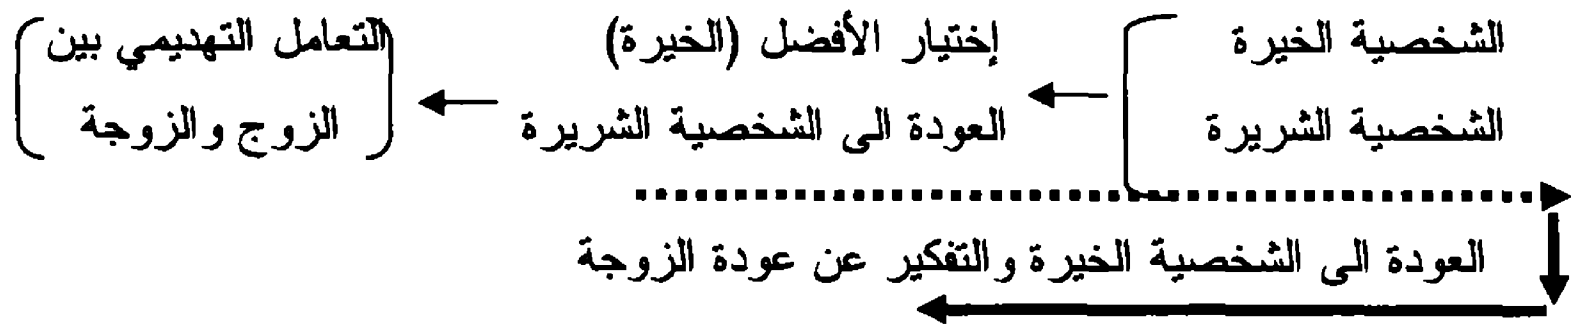 الشخصية الخيرة
الشخصية الشريرة
إختيار الأفضل (الخيرة)
العودة الى الشخصية الشريرة
التعامل التهديمي بين
الزوج والزوجة
العودة الى الشخصية الخيرة والتفكير عن عودة الزوجة